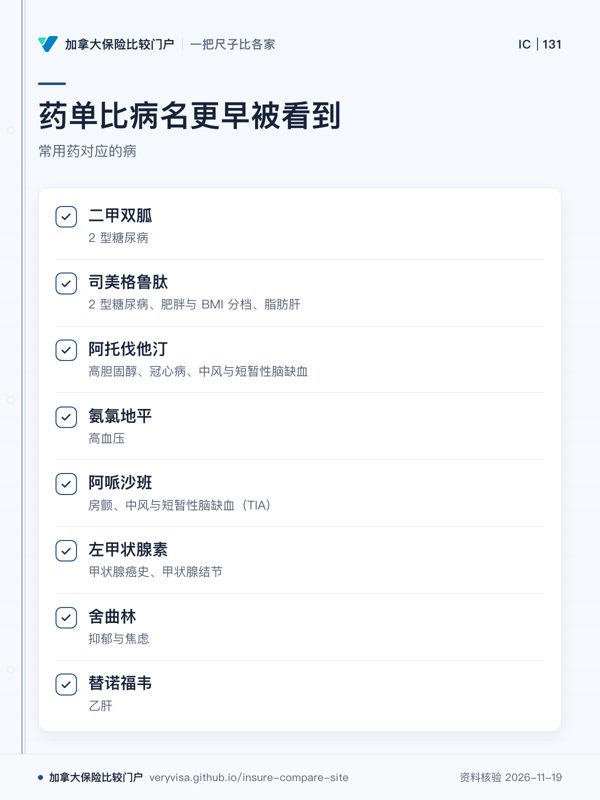 加拿大保险比较门户 | 一把尺子比各家
IC | 131
药单比病名更早被看到
常用药对应的病
二甲双胍
2 型糖尿病
司美格鲁肽
2 型糖尿病、肥胖与 BMI 分档、脂肪肝
阿托伐他汀
高胆固醇、冠心病、中风与短暂性脑缺血
氨氯地平
高血压
阿哌沙班
房颤、中风与短暂性脑缺血（TIA）
左甲状腺素
甲状腺癌史、甲状腺结节
舍曲林
抑郁与焦虑
替诺福韦
乙肝
加拿大保险比较门户 veryvisa.github.io/insure-compare-site
资料核验 2026-11-19